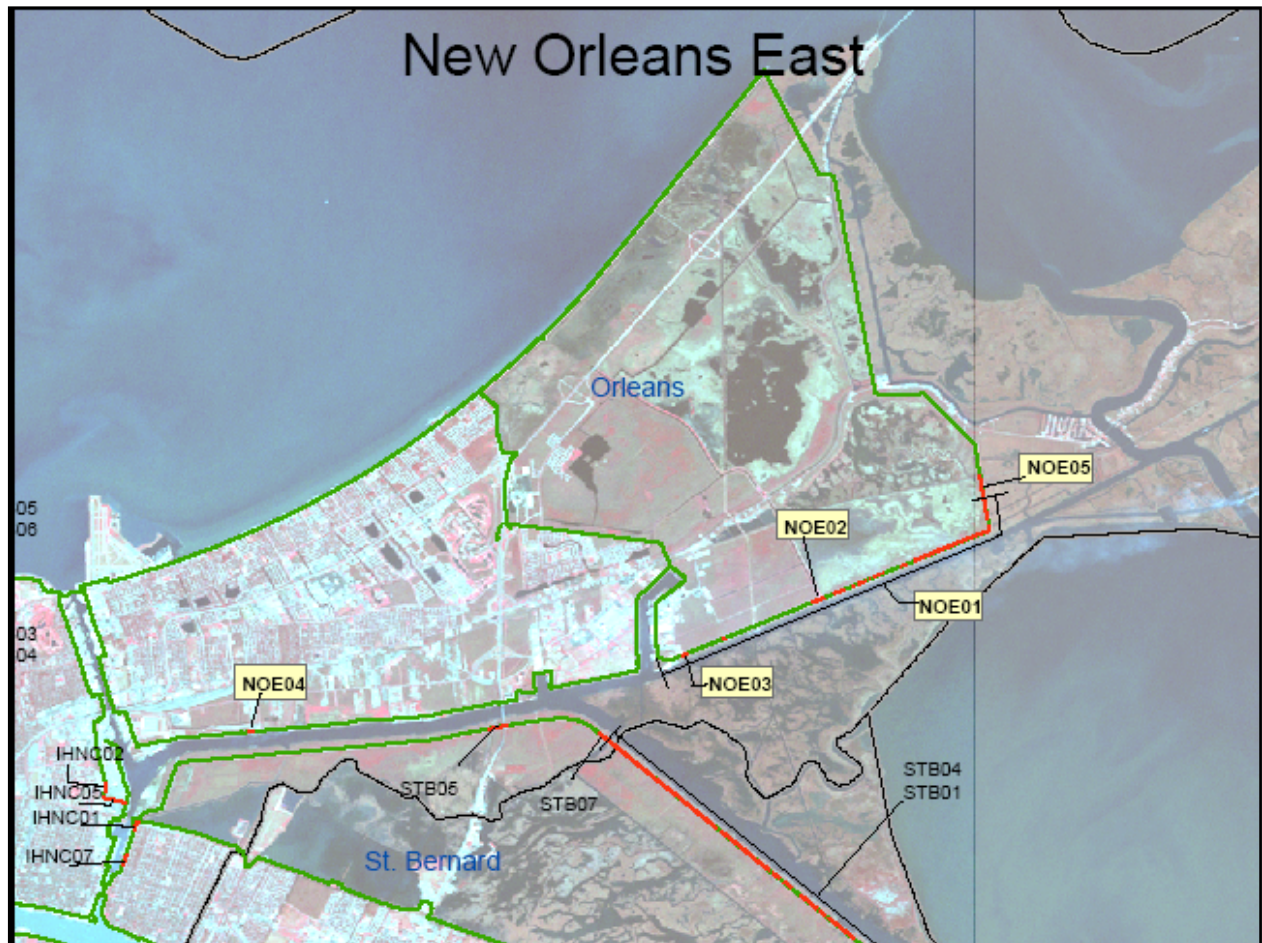 New Orleans East
Orleans
NOE05
05
06
NOE02
NOE01
03
04
NOE04
NOE03
IHNC02
STB04
IHNC05
STB05
STB01
STB07
IHNC01
IHNC07
St. Bernard